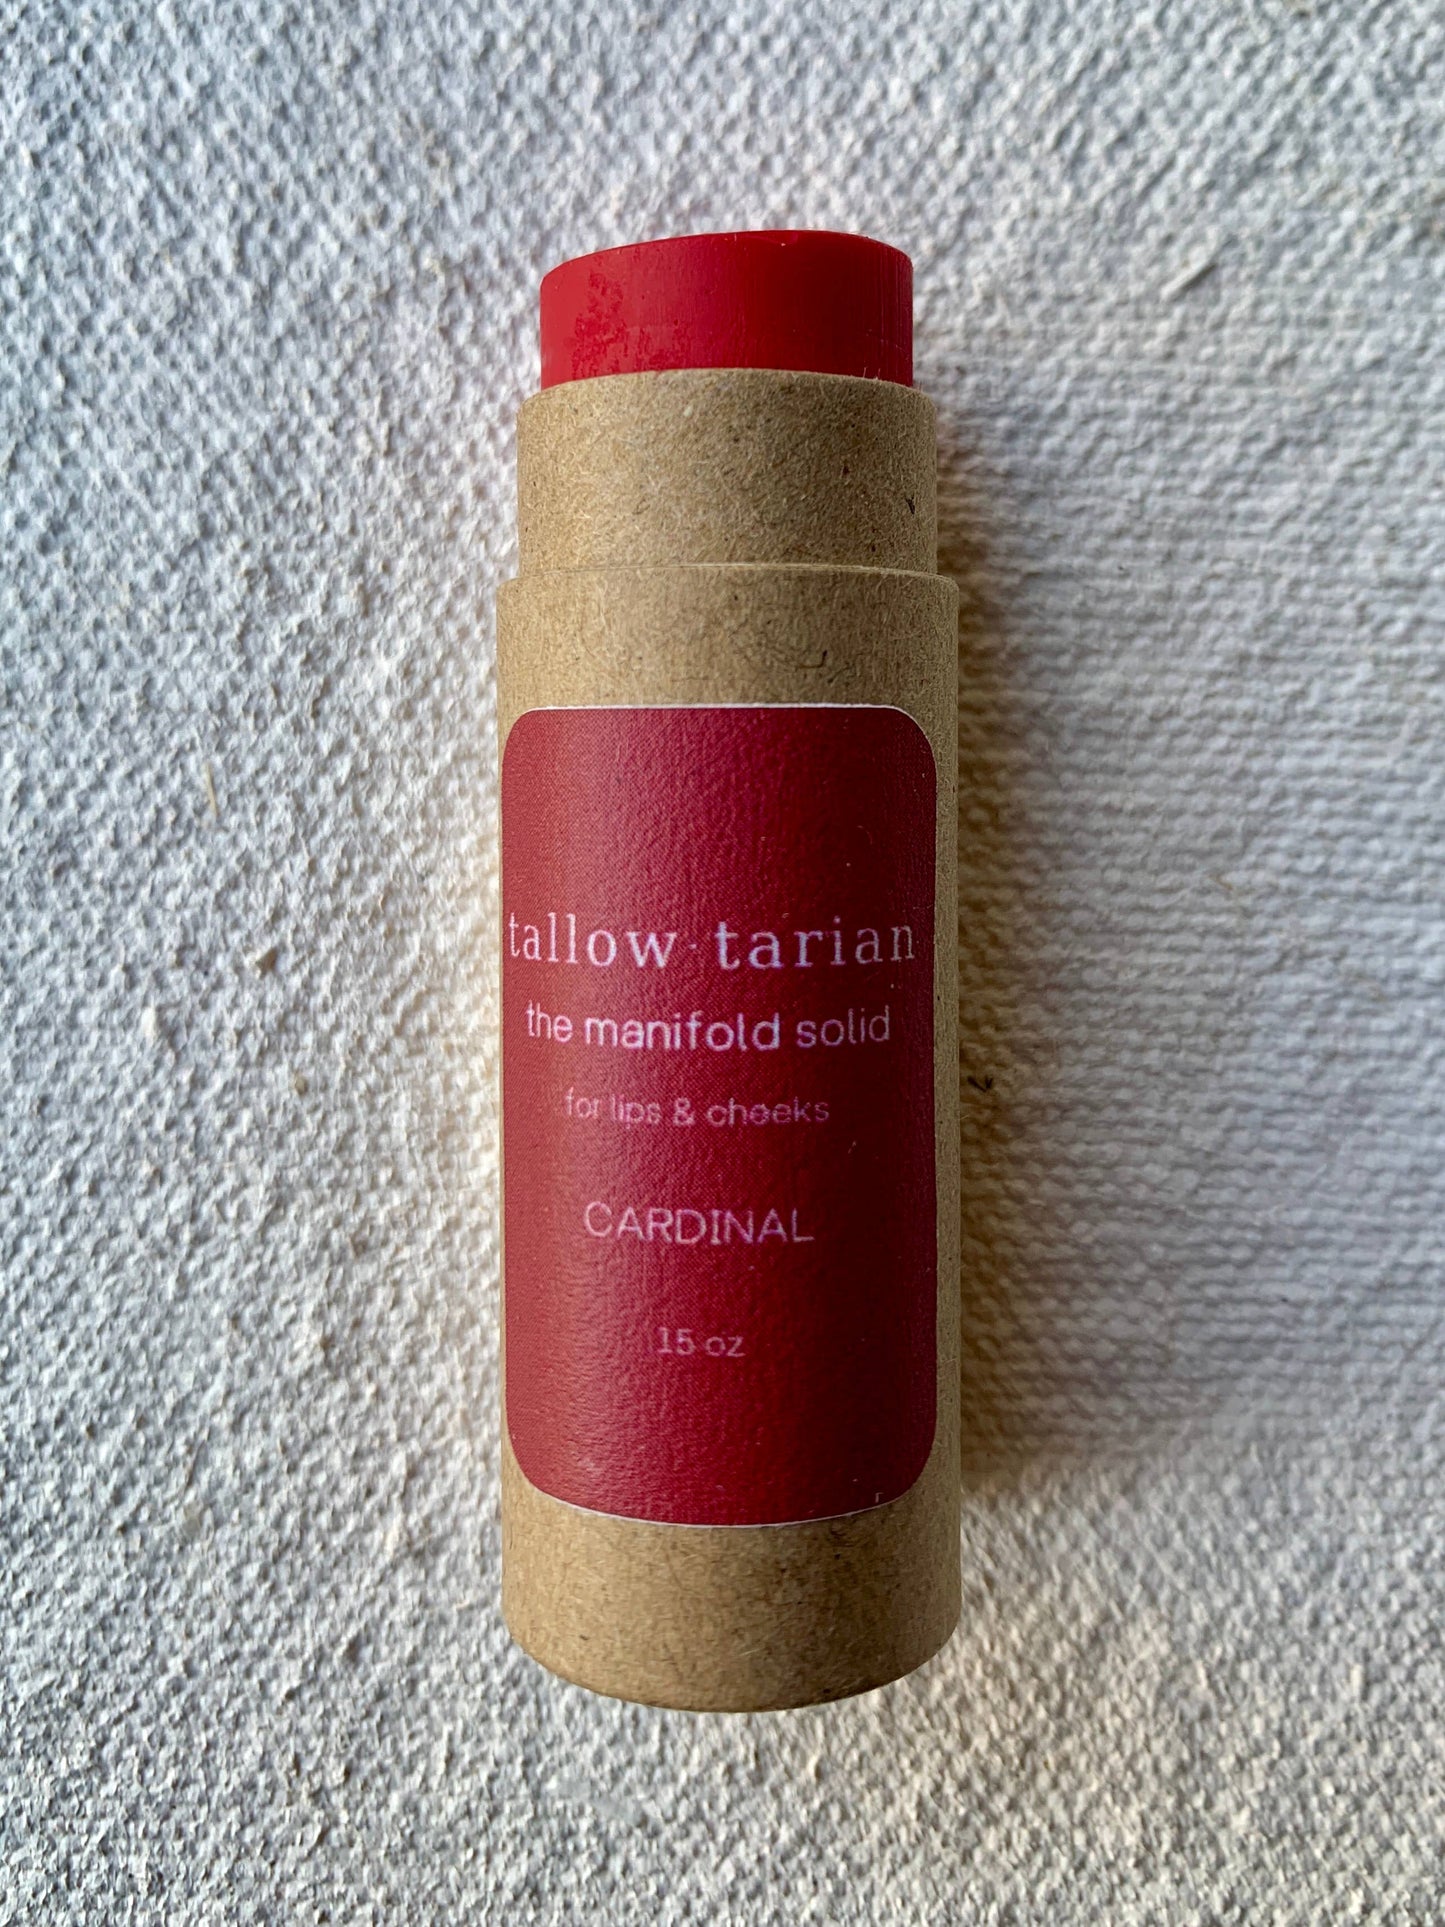 tallow·tarian
the manifold solid
for lips & cheeks
CARDINAL
15 oz